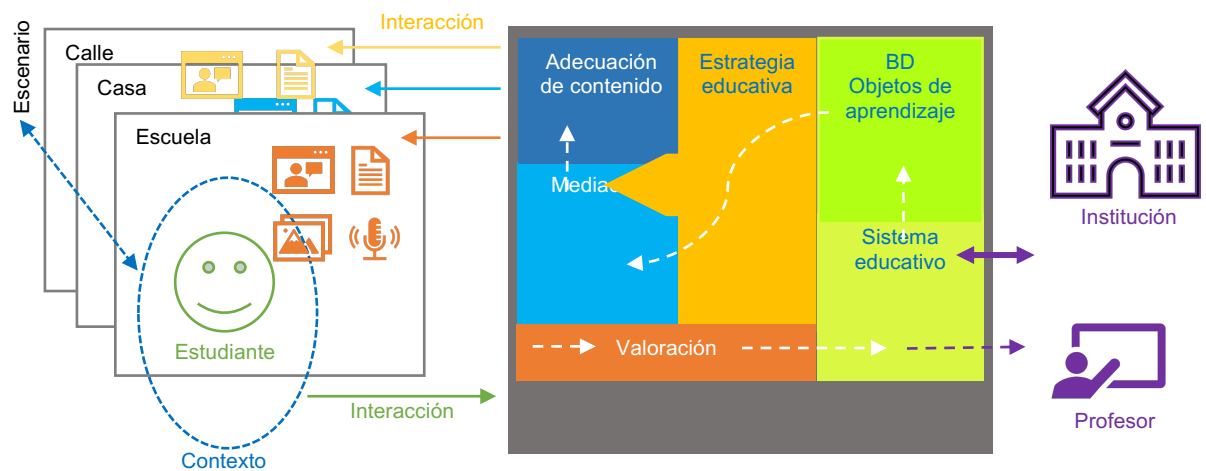 Escenario
Calle
Casa
Escuela
Estudiante
Contexto
Interacción
Interacción
Adecuación
de contenido
Estrategia
educativa
BD
Objetos de
aprendizaje
Sistema
educativo
Valoración
Institución
Profesor